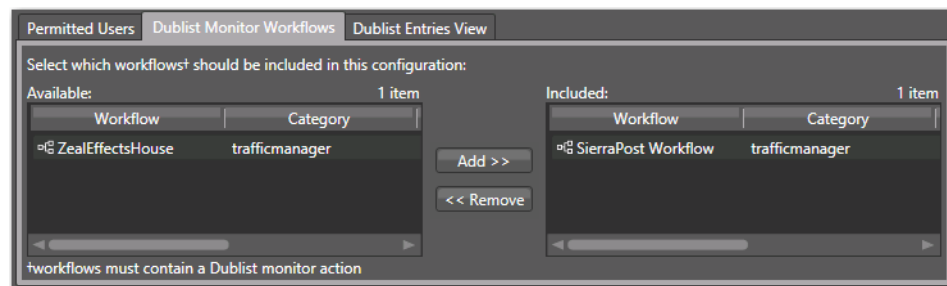 Permitted Users Dublist Monitor Workflows Dublist Entries View
Select which workflows† should be included in this configuration:
Available: 1 item Included: 1 item
Workflow Category Workflow Category
ZealEffectsHouse trafficmanager Add >> SierraPost Workflow trafficmanager
<< Remove
†workflows must contain a Dublist monitor action